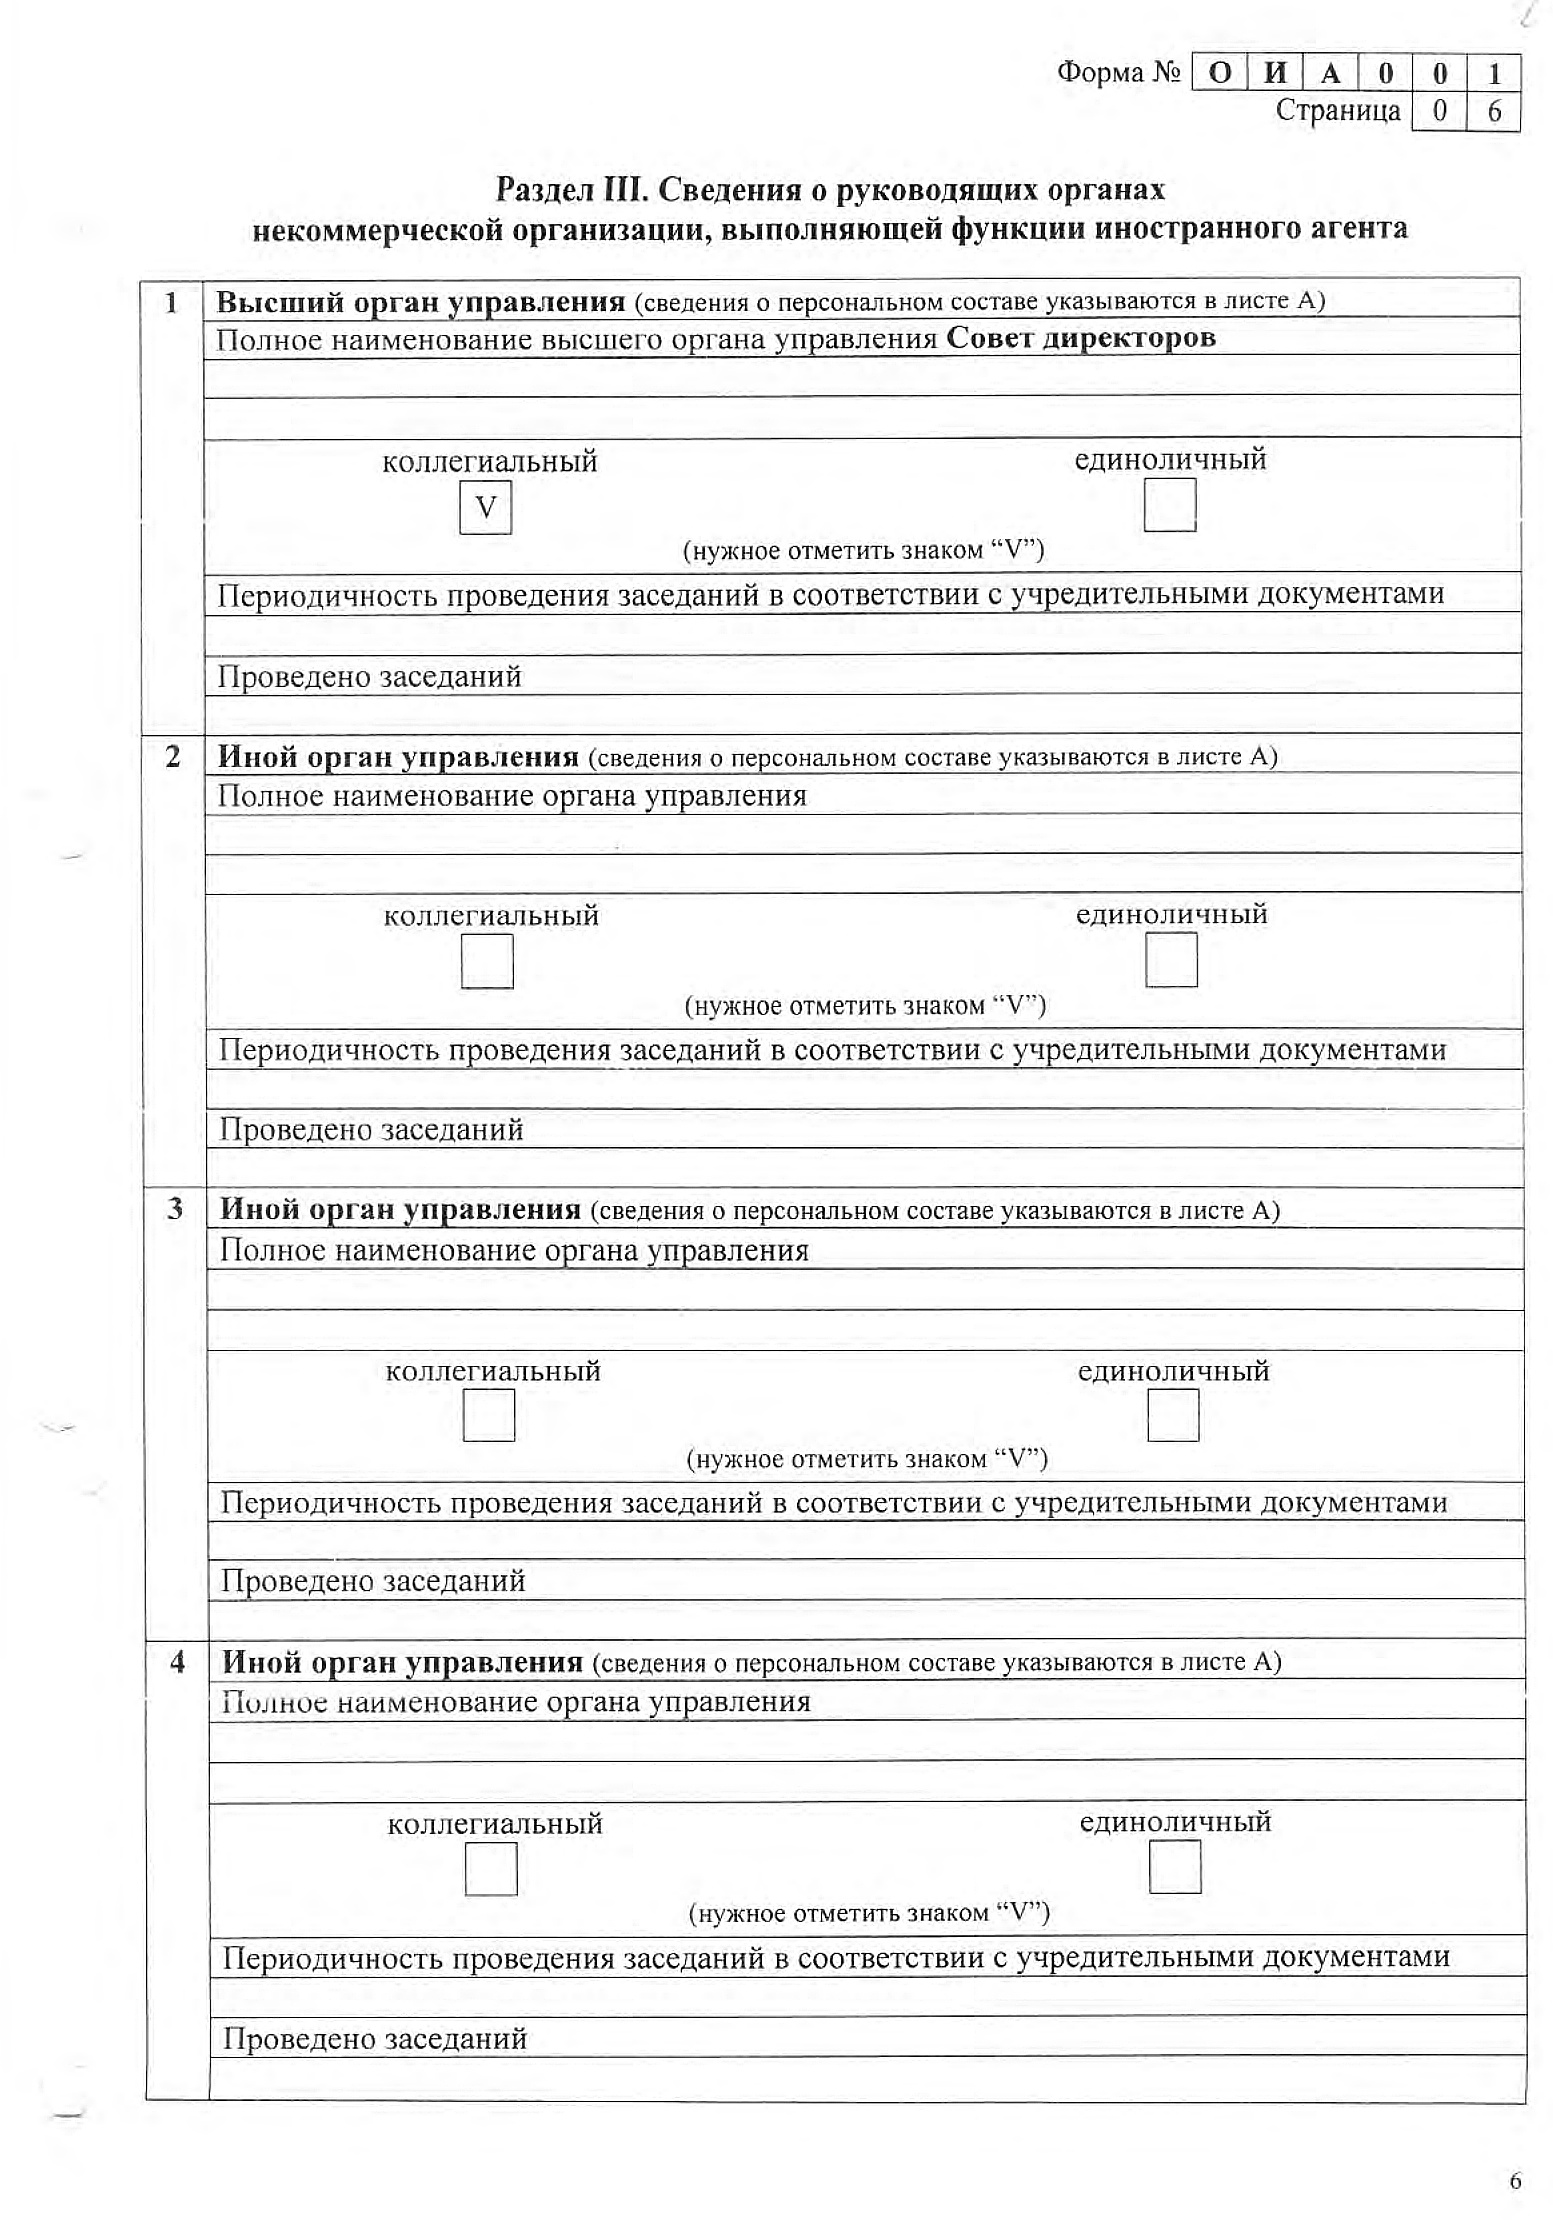 Форма № О И А 0 0 1
Страница 0 6
Раздел III. Сведения о руководящих органах
некоммерческой организации, выполняющей функции иностранного агента
1 Высший орган управления (сведения о персональном составе указываются в листе А)
Полное наименование высшего органа управления Совет директоров
коллегиальный единоличный
V
(нужное отметить знаком “V”)
Периодичность проведения заседаний в соответствии с учредительными документами
Проведено заседаний
2 Иной орган управления (сведения о персональном составе указываются в листе А)
Полное наименование органа управления
коллегиальный единоличный
(нужное отметить знаком “V”)
Периодичность проведения заседаний в соответствии с учредительными документами
Проведено заседаний
3 Иной орган управления (сведения о персональном составе указываются в листе А)
Полное наименование органа управления
коллегиальный единоличный
(нужное отметить знаком “V”)
Периодичность проведения заседаний в соответствии с учредительными документами
Проведено заседаний
4 Иной орган управления (сведения о персональном составе указываются в листе А)
Полное наименование органа управления
коллегиальный единоличный
(нужное отметить знаком “V”)
Периодичность проведения заседаний в соответствии с учредительными документами
Проведено заседаний
6